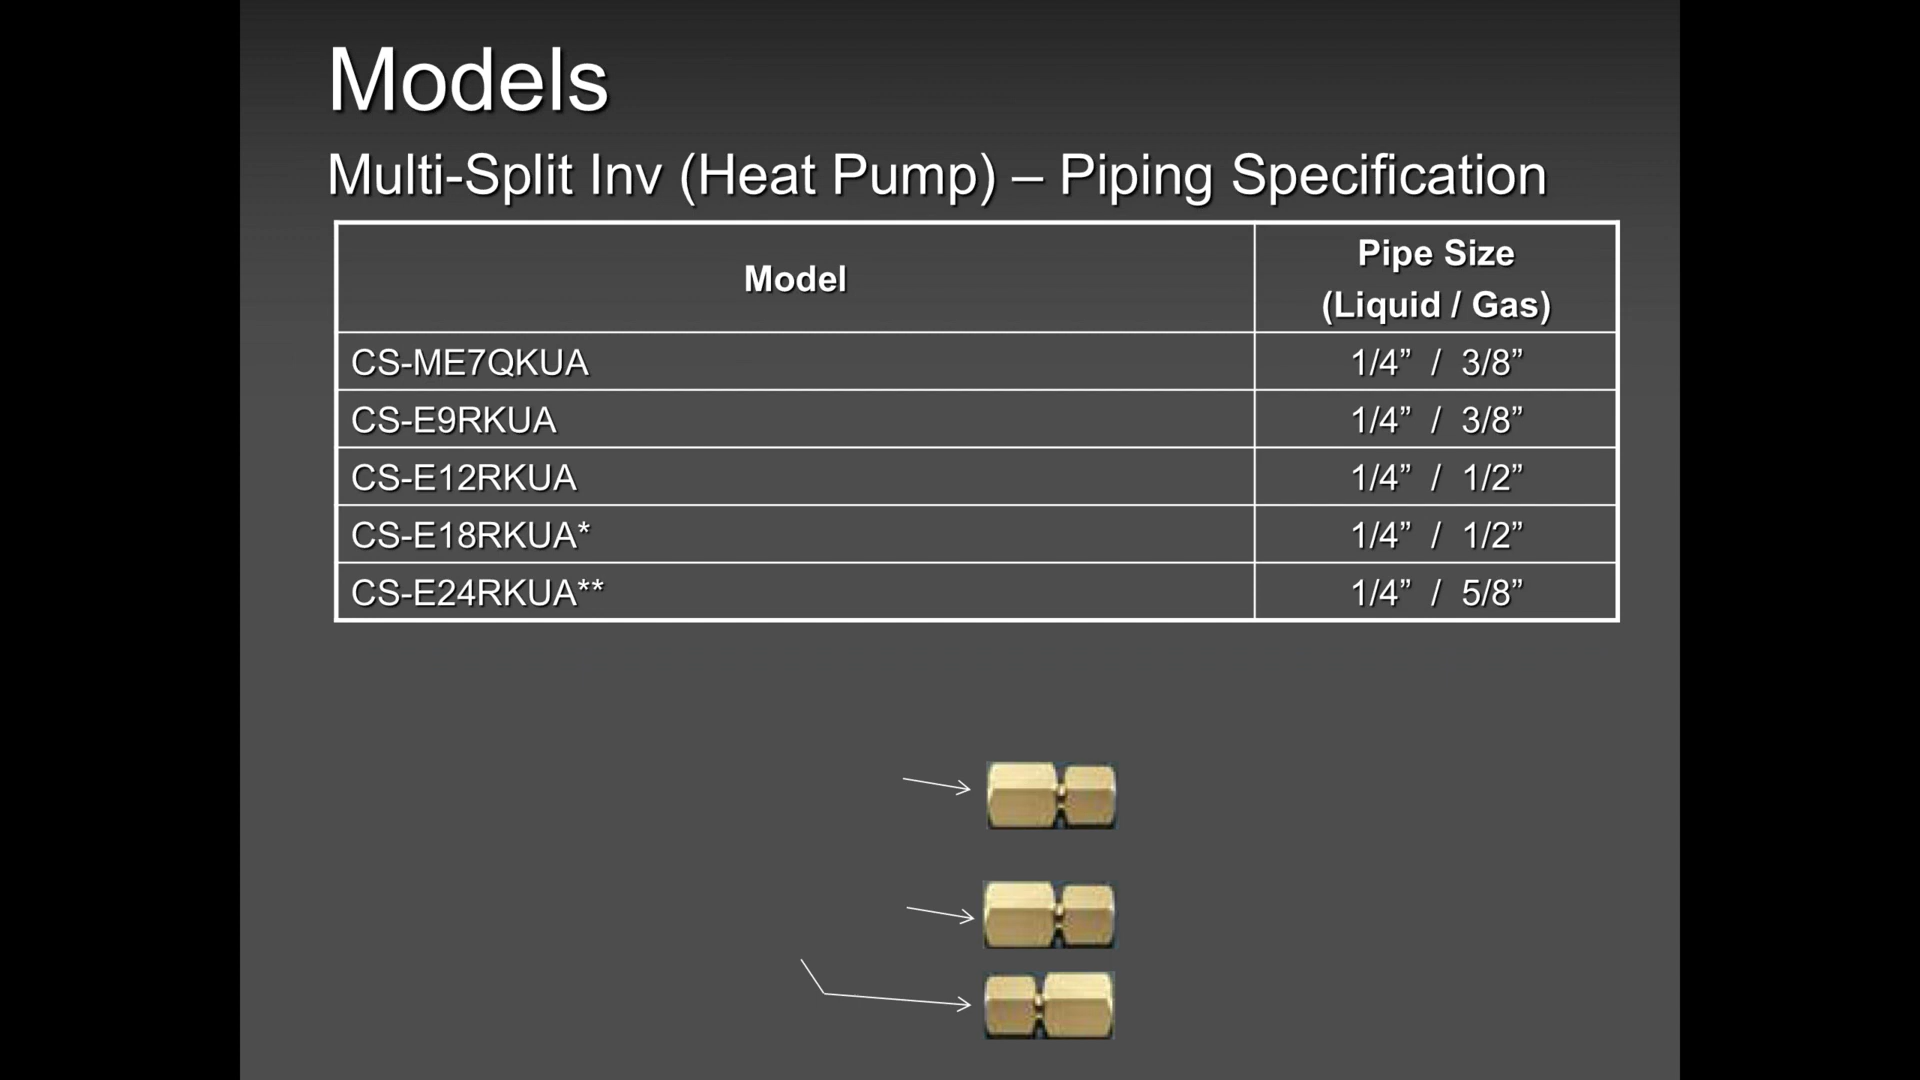 Models
Multi-Split Inv (Heat Pump) – Piping Specification
Model
Pipe Size
(Liquid / Gas)
CS-ME7QKUA 1/4” / 3/8”
CS-E9RKUA 1/4” / 3/8”
CS-E12RKUA 1/4” / 1/2”
CS-E18RKUA* 1/4” / 1/2”
CS-E24RKUA** 1/4” / 5/8”